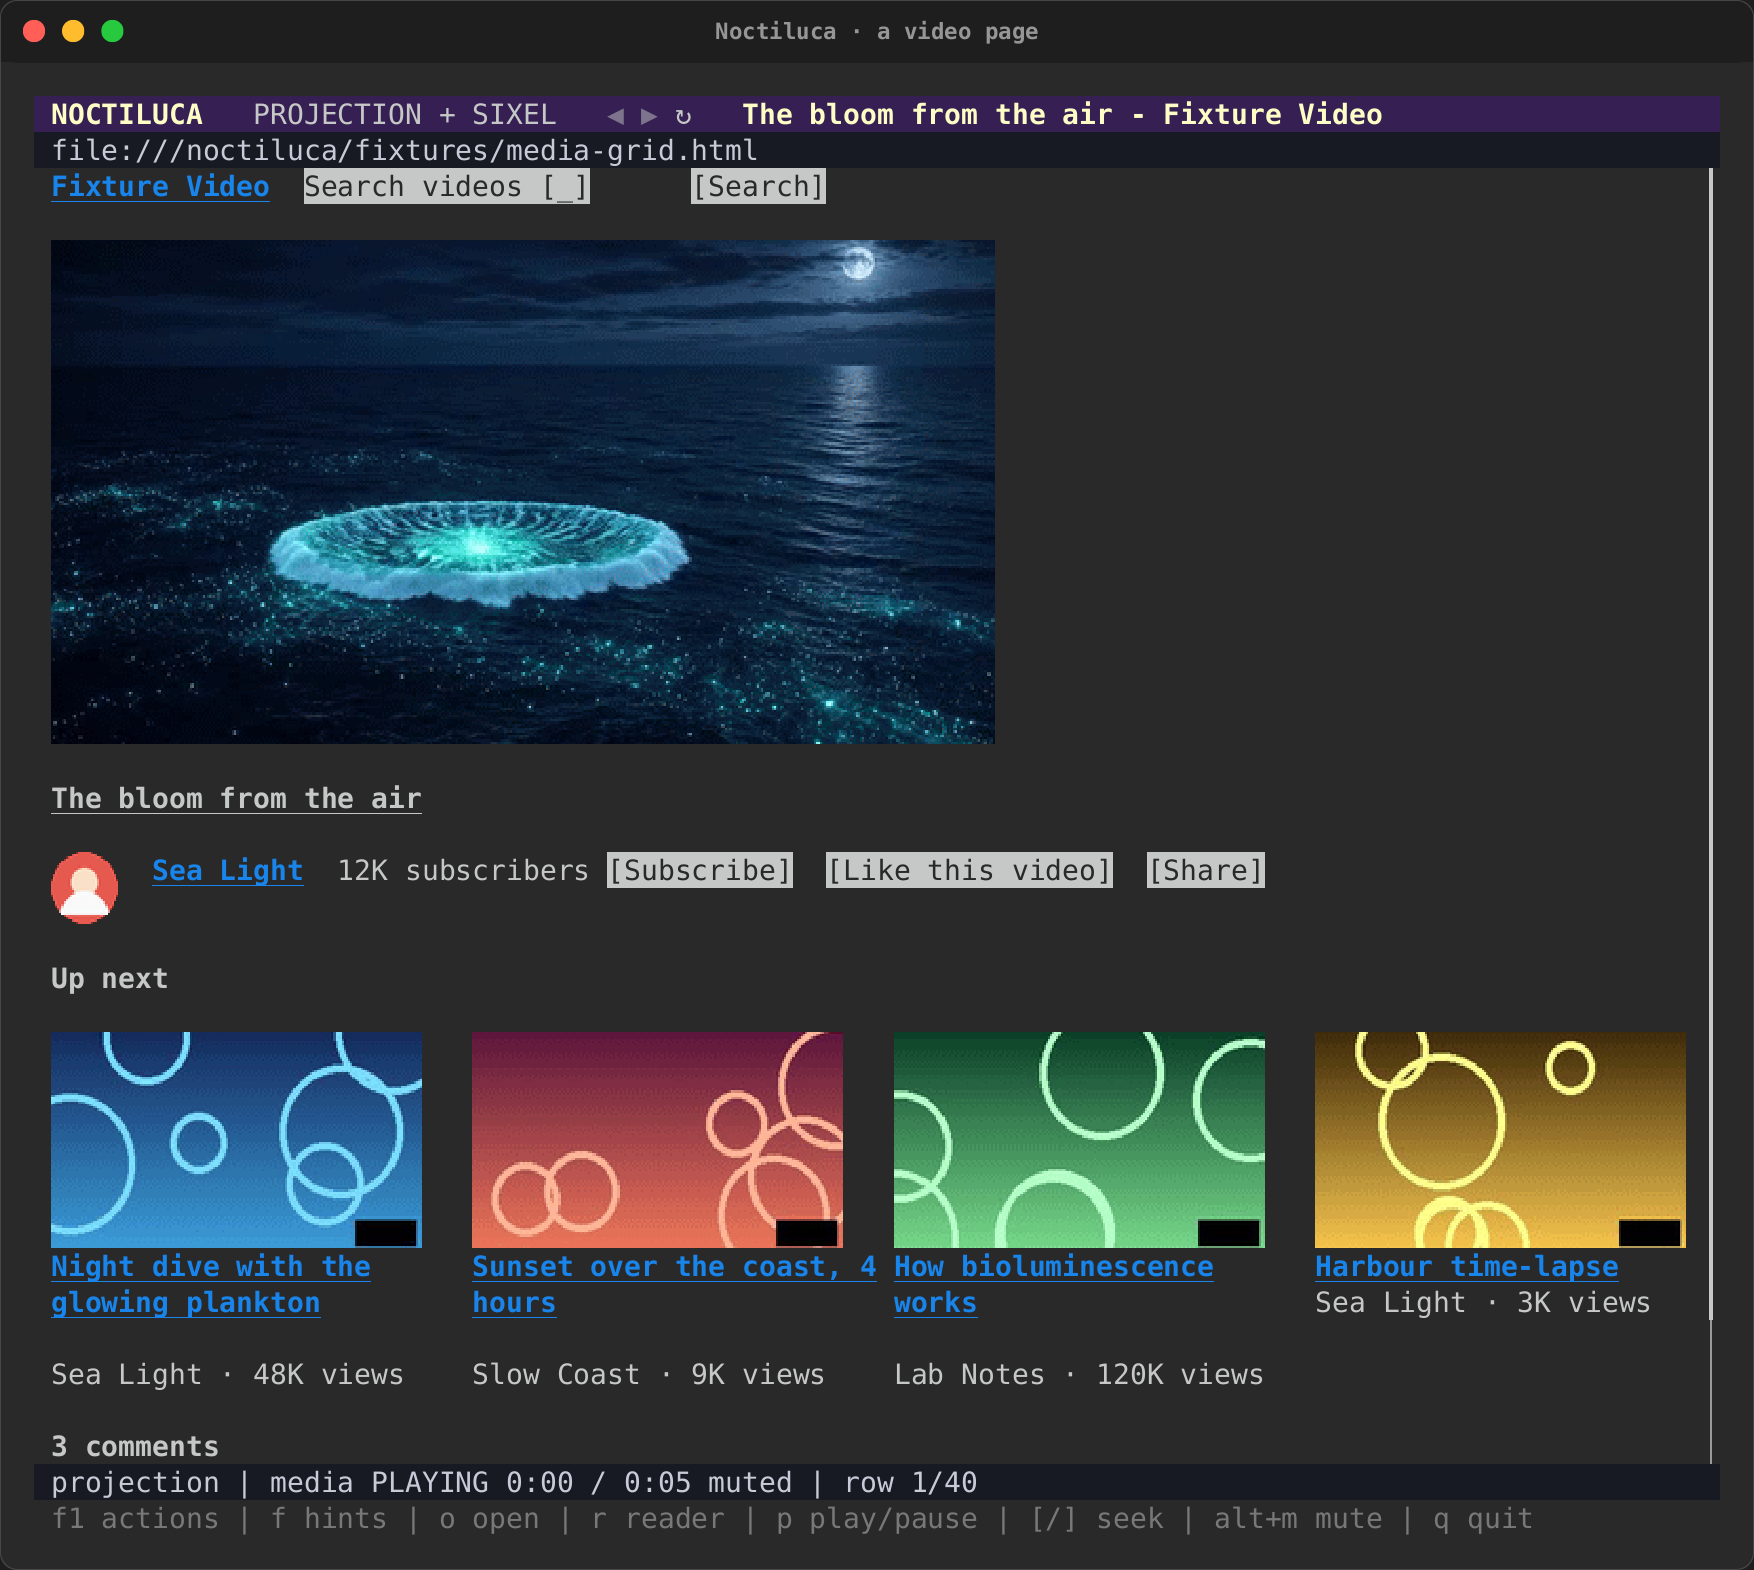 Noctiluca · a video page
NOCTILUCA PROJECTION + SIXEL ◀ ▶ ↻ The bloom from the air - Fixture Video
file:///noctiluca/fixtures/media-grid.html
Fixture Video Search videos [_] [Search]
The bloom from the air
Sea Light 12K subscribers [Subscribe] [Like this video] [Share]
Up next
Night dive with the glowing plankton
Sea Light · 48K views
Sunset over the coast, 4 hours
Slow Coast · 9K views
How bioluminescence works
Lab Notes · 120K views
Harbour time-lapse
Sea Light · 3K views
3 comments
projection | media PLAYING 0:00 / 0:05 muted | row 1/40
f1 actions | f hints | o open | r reader | p play/pause | [/] seek | alt+m mute | q quit